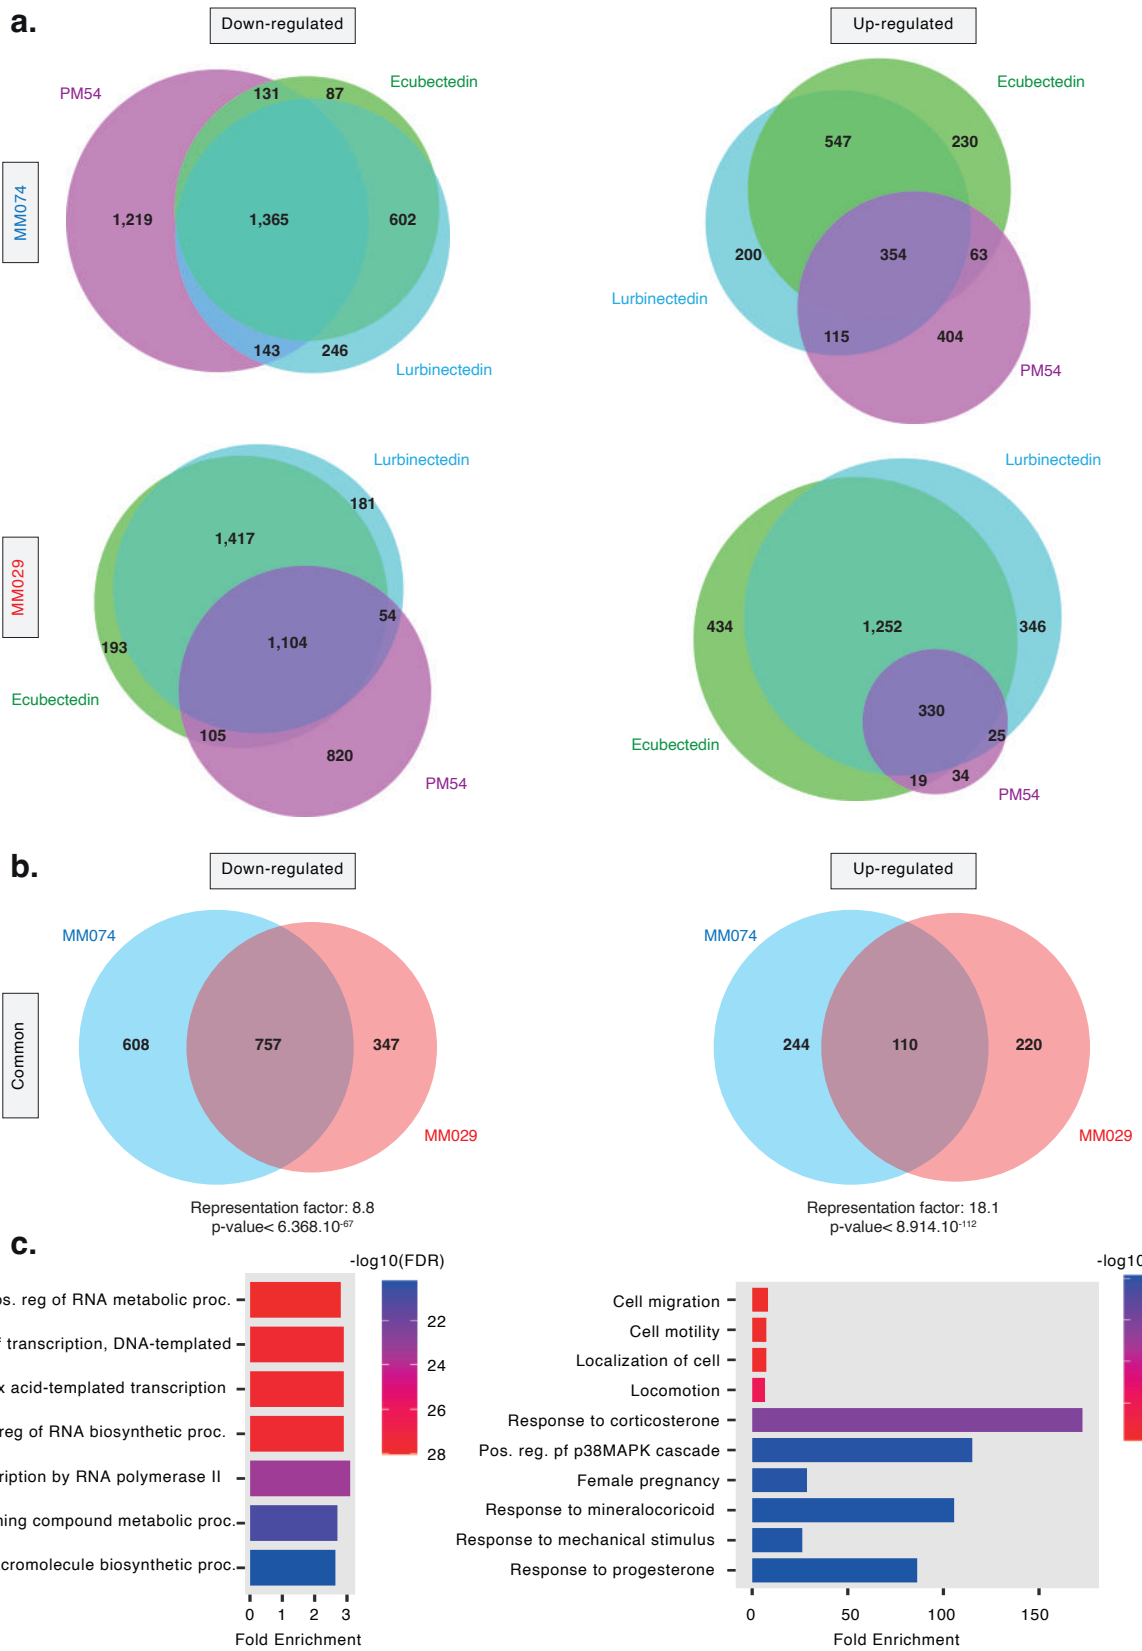 a.
Down-regulated
Up-regulated
MM074
PM54
131
87
Ecubectedin
1,219
1,365
602
143
246
Lurbinectedin
Ecubectedin
547
230
200
354
63
Lurbinectedin
115
404
PM54
MM029
Lurbinectedin
181
1,417
54
193
1,104
Ecubectedin
105
820
PM54
Lurbinectedin
434
1,252
346
330
25
Ecubectedin
19
34
PM54
b.
Down-regulated
Up-regulated
Common
MM074
608
757
347
MM029
Representation factor: 8.8
p-value< 6.368.10⁻⁶⁷
MM074
244
110
220
MM029
Representation factor: 18.1
p-value< 8.914.10⁻¹¹²
c.
-log10(FDR)
22
24
26
28
os. reg of RNA metabolic proc.
f transcription, DNA-templated
x acid-templated transcription
reg of RNA biosynthetic proc.
ription by RNA polymerase II
ning compound metabolic proc.
cromolecule biosynthetic proc.
0 1 2 3
Fold Enrichment
-log10
Cell migration
Cell motility
Localization of cell
Locomotion
Response to corticosterone
Pos. reg. pf p38MAPK cascade
Female pregnancy
Response to mineralocoricoid
Response to mechanical stimulus
Response to progesterone
0 50 100 150
Fold Enrichment